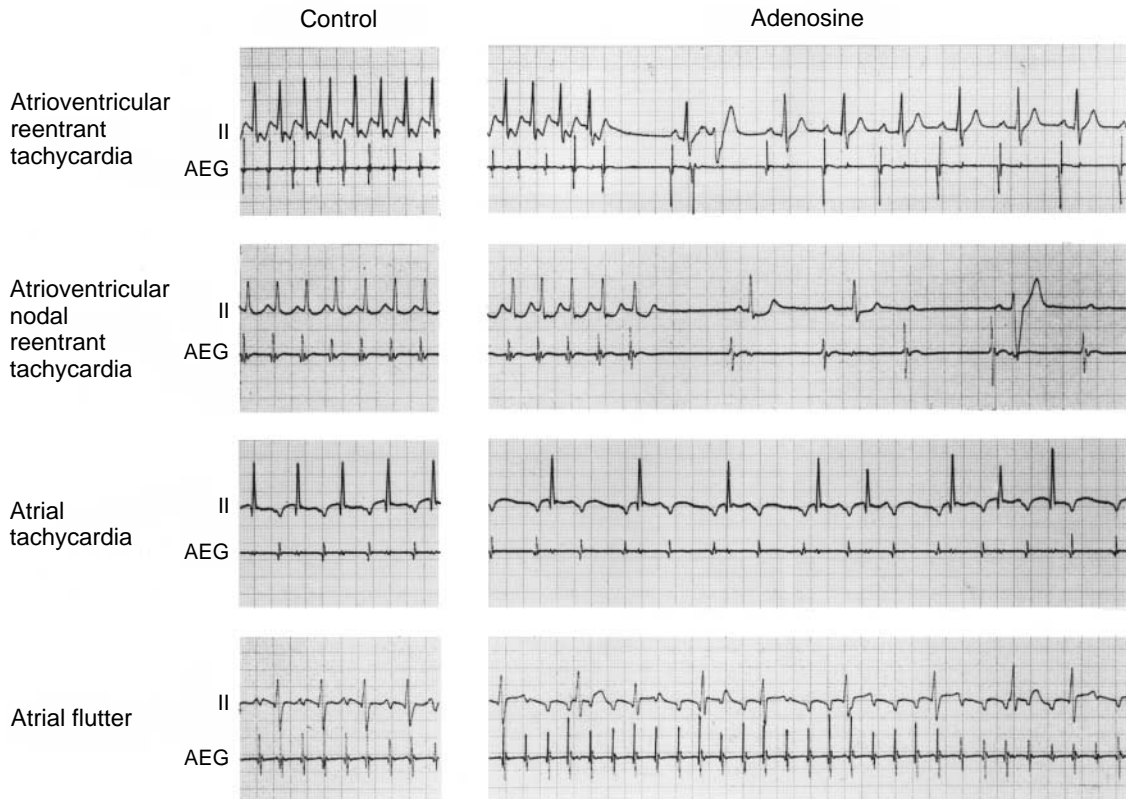 Control
Adenosine
Atrioventricular
reentrant
tachycardia
II
AEG
Atrioventricular
nodal
reentrant
tachycardia
II
AEG
Atrial
tachycardia
II
AEG
Atrial flutter
II
AEG